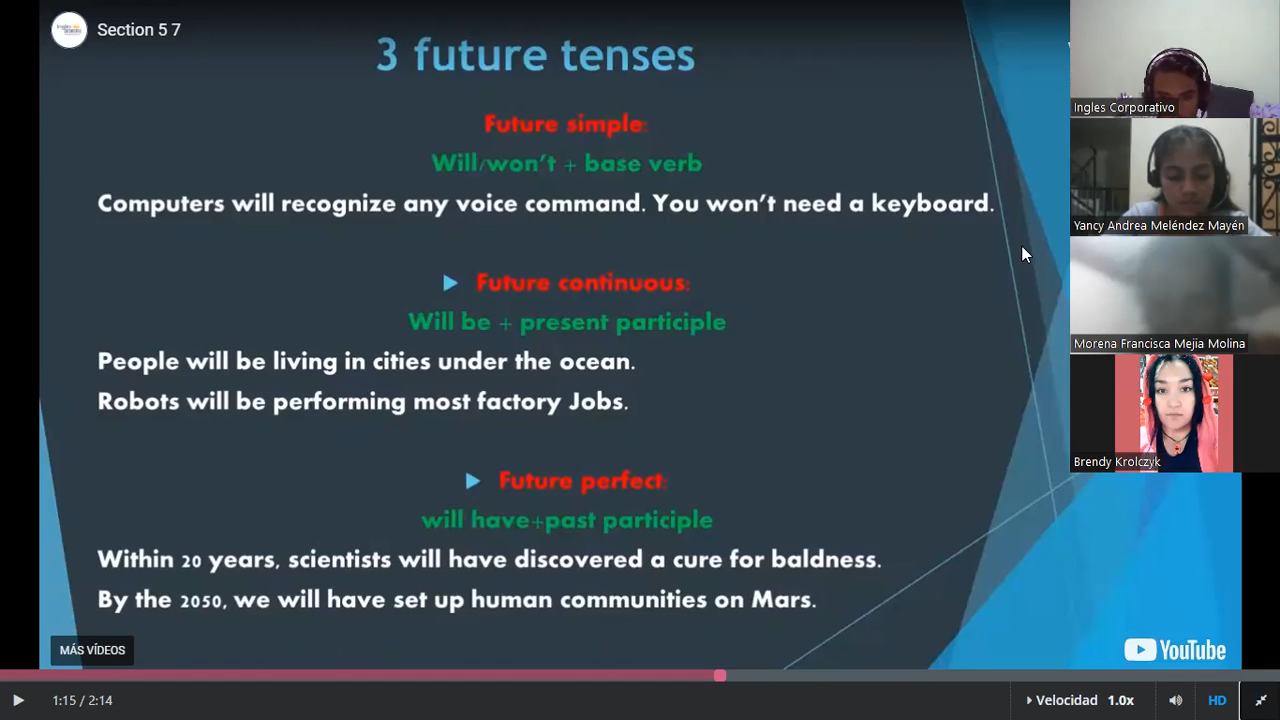 Section 5 7
3 future tenses
Future simple:
Will/won't + base verb
Computers will recognize any voice command. You won't need a keyboard.
Future continuous:
Will be + present participle
People will be living in cities under the ocean.
Robots will be performing most factory Jobs.
Future perfect:
will have+past participle
Within 20 years, scientists will have discovered a cure for baldness.
By the 2050, we will have set up human communities on Mars.
MÁS VÍDEOS
YouTube
1:15 / 2:14
Velocidad 1.0x
HD
Ingles Corporativo
Yancy Andrea Meléndez Mayén
Morena Francisca Mejia Molina
Brendy Krolczyk